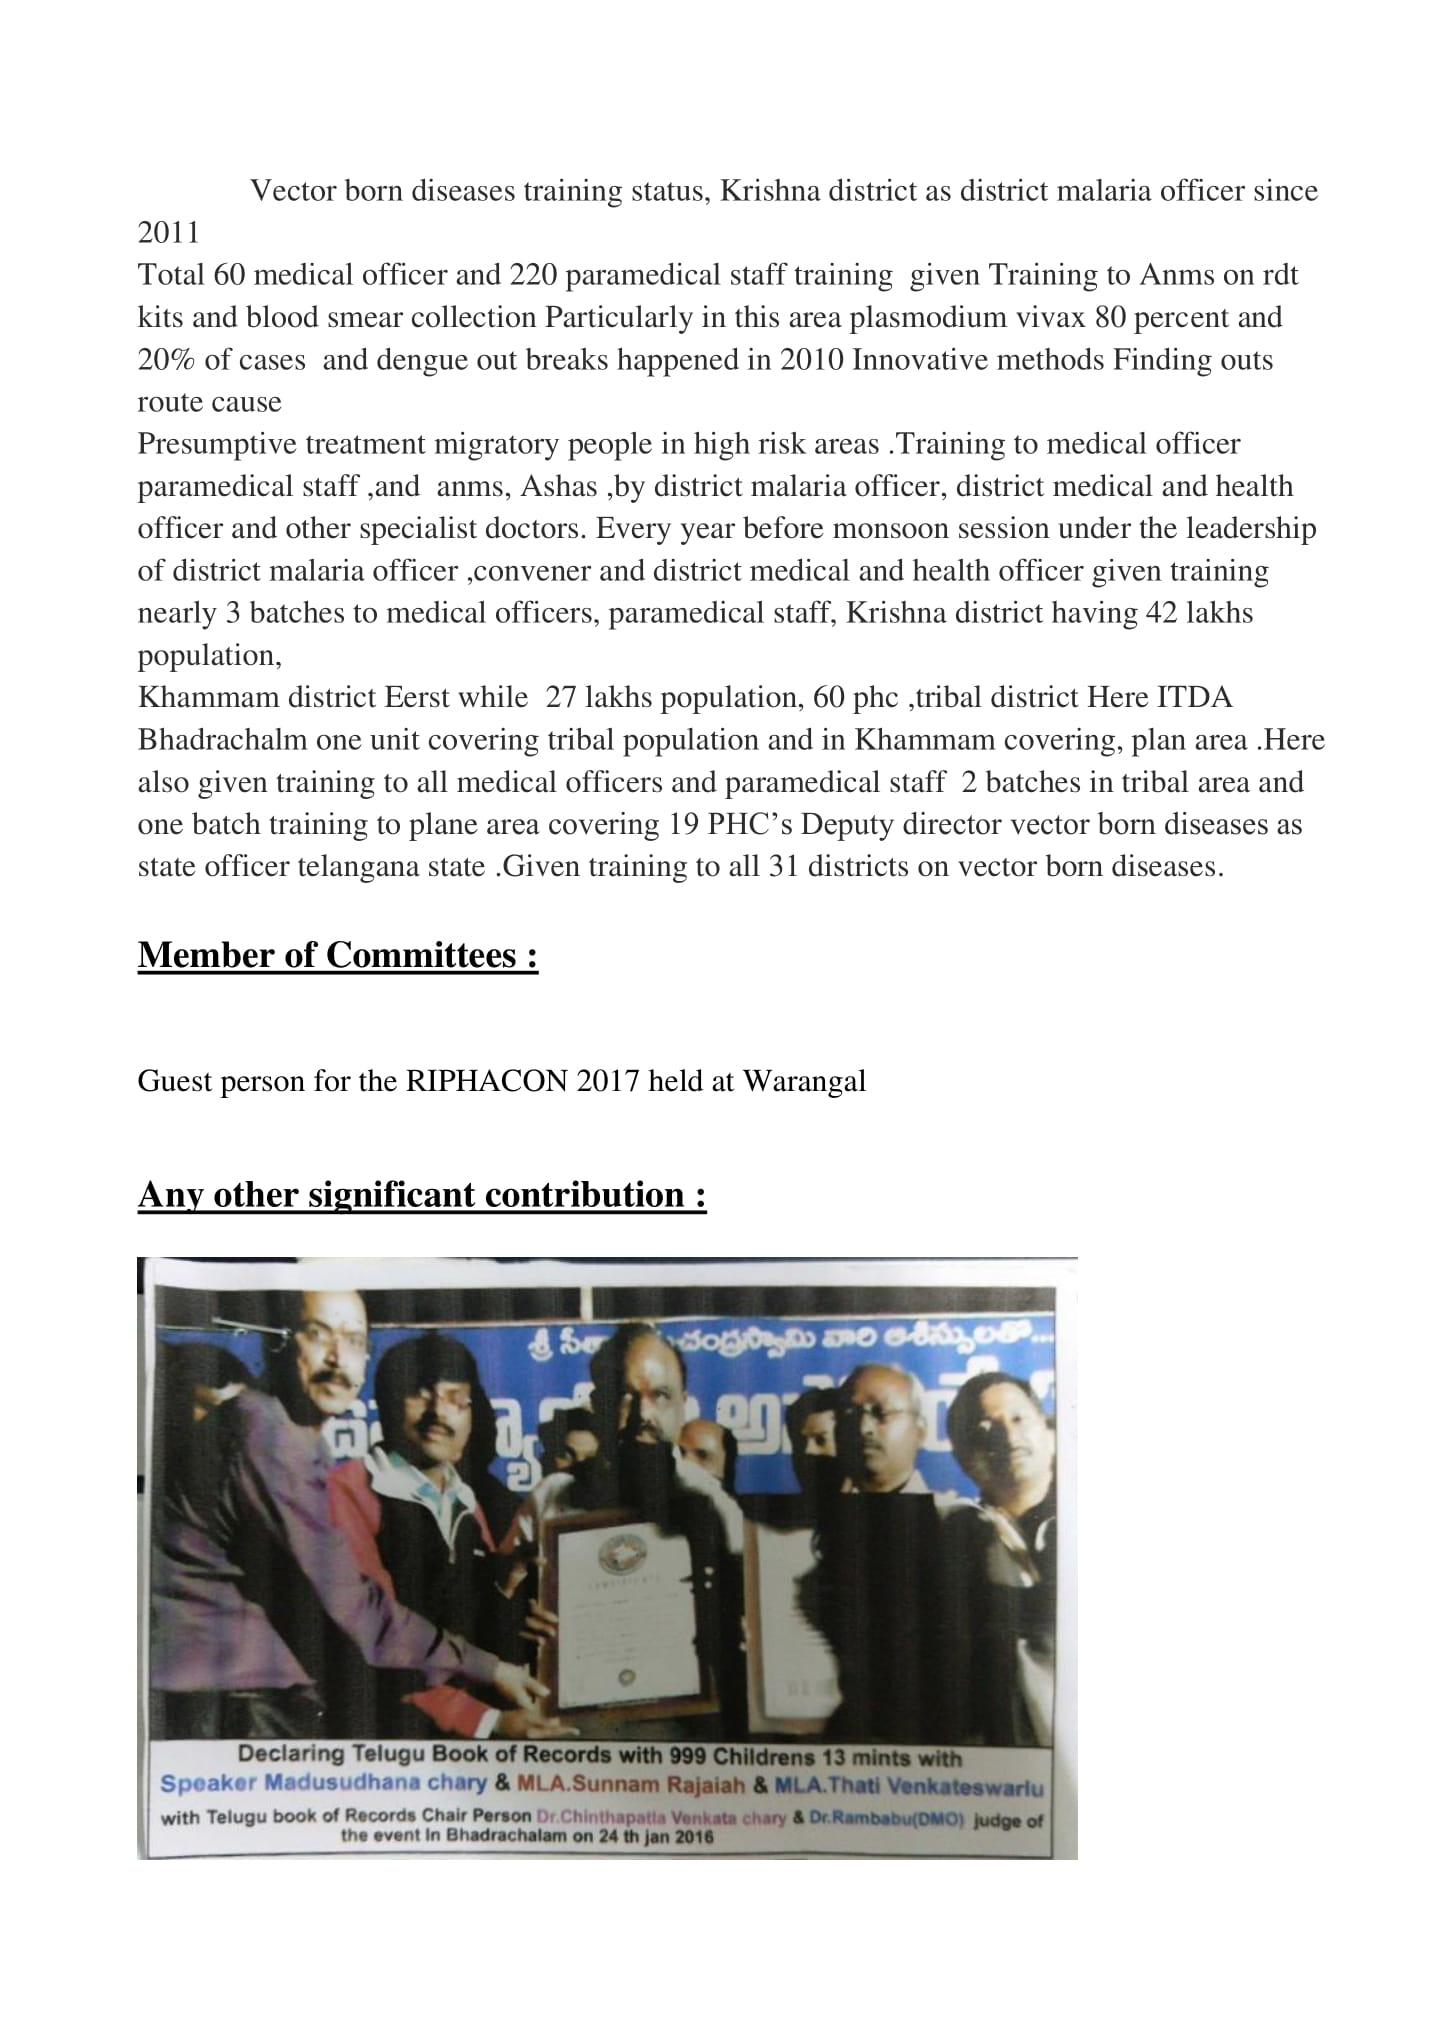 Vector born diseases training status, Krishna district as district malaria officer since
2011
Total 60 medical officer and 220 paramedical staff training  given Training to Anms on rdt
kits and blood smear collection Particularly in this area plasmodium vivax 80 percent and
20% of cases  and dengue out breaks happened in 2010 Innovative methods Finding outs
route cause
Presumptive treatment migratory people in high risk areas .Training to medical officer
paramedical staff ,and  anms, Ashas ,by district malaria officer, district medical and health
officer and other specialist doctors. Every year before monsoon session under the leadership
of district malaria officer ,convener and district medical and health officer given training
nearly 3 batches to medical officers, paramedical staff, Krishna district having 42 lakhs
population,
Khammam district Eerst while  27 lakhs population, 60 phc ,tribal district Here ITDA
Bhadrachalm one unit covering tribal population and in Khammam covering, plan area .Here
also given training to all medical officers and paramedical staff  2 batches in tribal area and
one batch training to plane area covering 19 PHC’s Deputy director vector born diseases as
state officer telangana state .Given training to all 31 districts on vector born diseases.
Member of Committees :
Guest person for the RIPHACON 2017 held at Warangal
Any other significant contribution :
శ్రీ సీతా చంద్రస్వామి వారి ఆశీస్సులతో...
Declaring Telugu Book of Records with 999 Childrens 13 mints with
Speaker Madusudhana chary & MLA.Sunnam Rajaiah & MLA.Thati Venkateswarlu
with Telugu book of Records Chair Person Dr.Chinthapatla Venkata chary & Dr.Rambabu(DMO) judge of
the event In Bhadrachalam on 24 th jan 2016